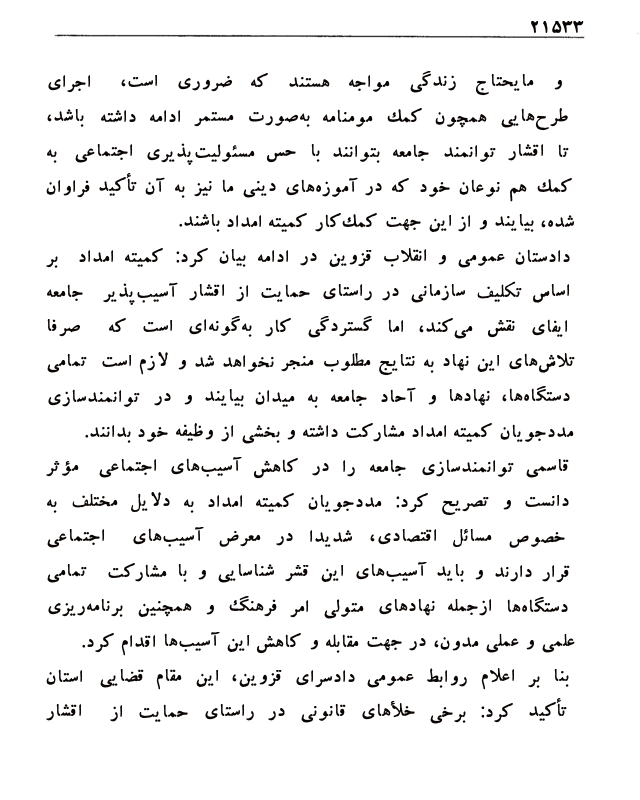 ۲۱۵۳۳
و مایحتاج زندگی مواجه هستند که ضروری است، اجرای
طرح‌هایی همچون کمك مومنامه به‌صورت مستمر ادامه داشته باشد،
تا اقشار توانمند جامعه بتوانند با حس مسئولیت‌پذیری اجتماعی به
کمك هم نوعان خود که در آموزه‌های دینی ما نیز به آن تأکید فراوان
شده، بیایند و از این جهت کمك‌کار کمیته امداد باشند.
دادستان عمومی و انقلاب قزوین در ادامه بیان کرد: کمیته امداد بر
اساس تکلیف سازمانی در راستای حمایت از اقشار آسیب‌پذیر جامعه
ایفای نقش می‌کند، اما گستردگی کار به‌گونه‌ای است که صرفا
تلاش‌های این نهاد به نتایج مطلوب منجر نخواهد شد و لازم است تمامی
دستگاه‌ها، نهادها و آحاد جامعه به میدان بیایند و در توانمندسازی
مددجویان کمیته امداد مشارکت داشته و بخشی از وظیفه خود بدانند.
قاسمی توانمندسازی جامعه را در کاهش آسیب‌های اجتماعی مؤثر
دانست و تصریح کرد: مددجویان کمیته امداد به دلایل مختلف به
خصوص مسائل اقتصادی، شدیدا در معرض آسیب‌های اجتماعی
قرار دارند و باید آسیب‌های این قشر شناسایی و با مشارکت تمامی
دستگاه‌ها ازجمله نهادهای متولی امر فرهنگ و همچنین برنامه‌ریزی
علمی و عملی مدون، در جهت مقابله و کاهش این آسیب‌ها اقدام کرد.
بنا بر اعلام روابط عمومی دادسرای قزوین، این مقام قضایی استان
تأکید کرد: برخی خلأهای قانونی در راستای حمایت از اقشار